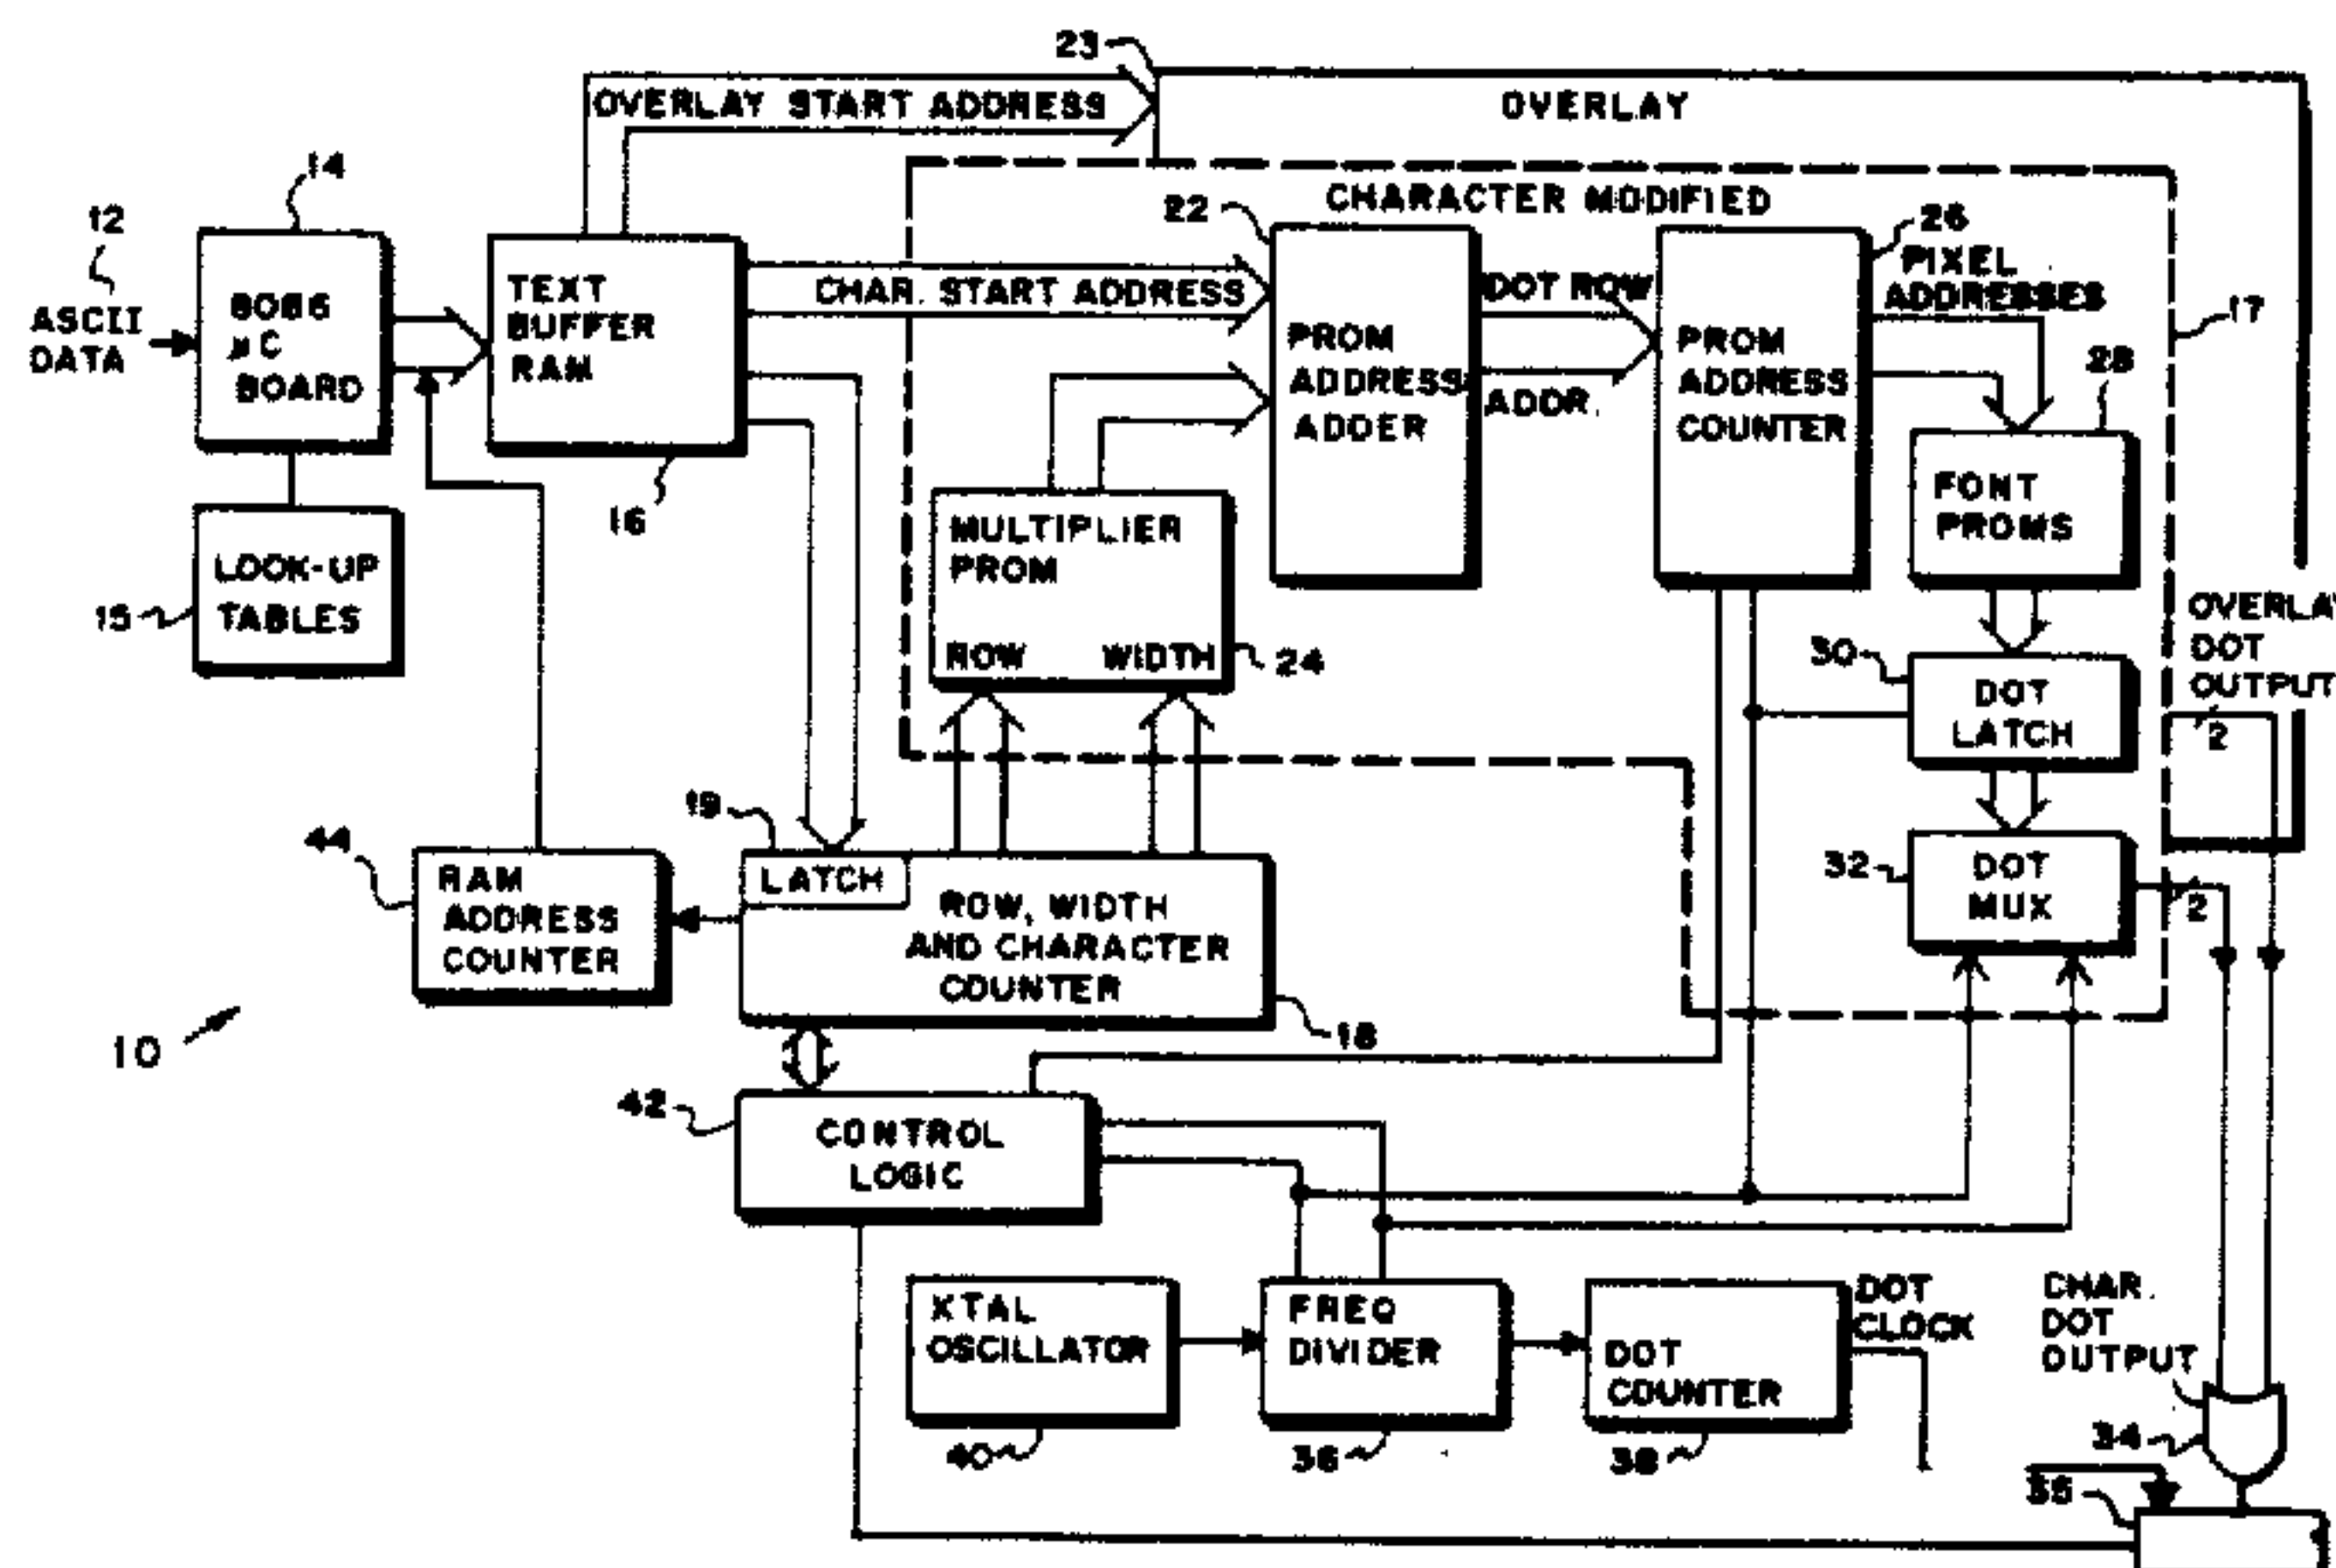 23
OVERLAY START ADDRESS
OVERLAY
14
12
ASCII
DATA
8086
µC
BOARD
TEXT
BUFFER
RAM
16
LOOK-UP
TABLES
15
CHARACTER MODIFIED
22
CHAR. START ADDRESS
PROM
ADDRESS
ADDER
DOT ROW
ADDR.
26
PROM
ADDRESS
COUNTER
PIXEL
ADDRESSES
17
28
FONT
PROMS
MULTIPLIER
PROM
ROW WIDTH
24
30
DOT
LATCH
OVERLAY
DOT
OUTPUT
2
32
DOT
MUX
2
19
LATCH
ROW, WIDTH
AND CHARACTER
COUNTER
18
44
RAM
ADDRESS
COUNTER
10
42
CONTROL
LOGIC
XTAL
OSCILLATOR
40
FREQ
DIVIDER
36
DOT
COUNTER
38
DOT
CLOCK
CHAR.
DOT
OUTPUT
34
35